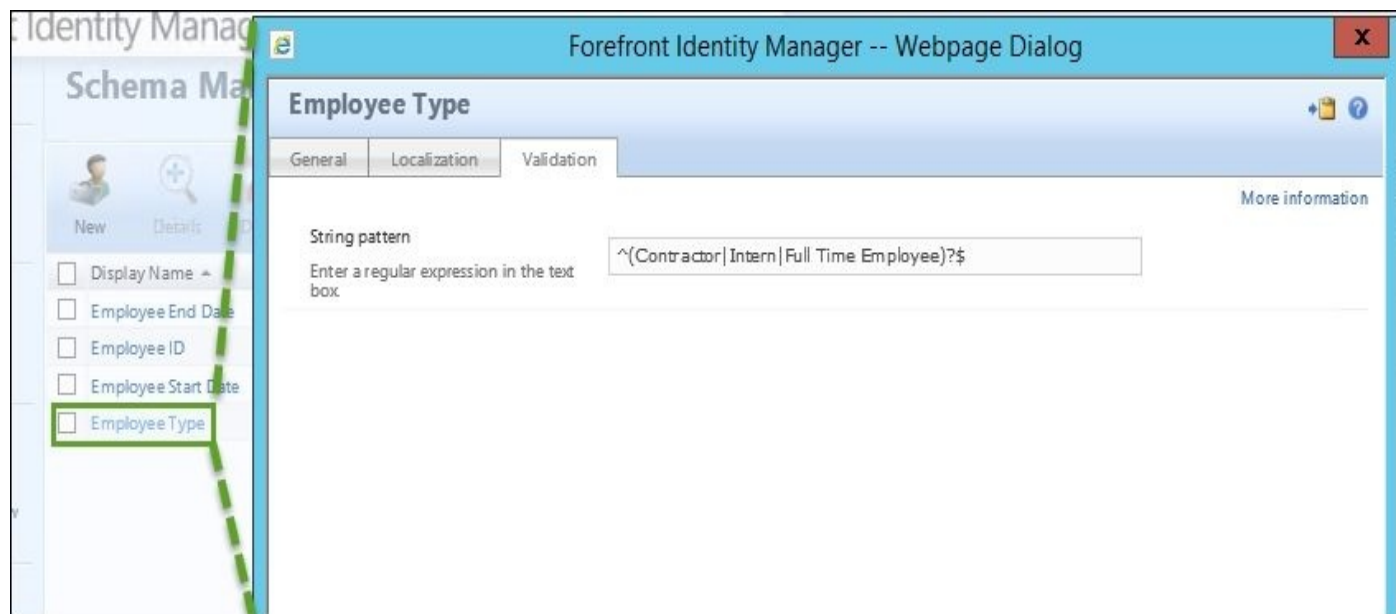 Identity Manag
Forefront Identity Manager -- Webpage Dialog
x
Schema Ma
Employee Type
General
Localization
Validation
More information
New
Details
String pattern
Enter a regular expression in the text
box.
^(Contractor|Intern|Full Time Employee)?$
Display Name
Employee End Date
Employee ID
Employee Start Date
Employee Type